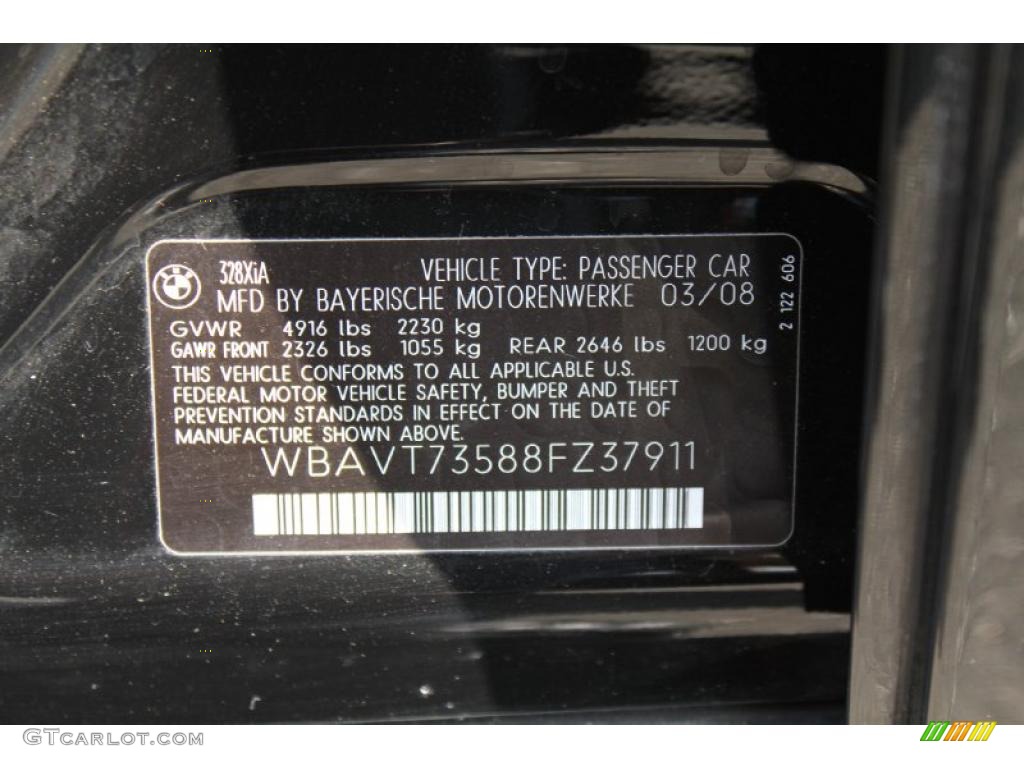 BMW
328XiA VEHICLE TYPE: PASSENGER CAR
MFD BY BAYERISCHE MOTORENWERKE 03/08
GVWR 4916 lbs 2230 kg
GAWR FRONT 2326 lbs 1055 kg REAR 2646 lbs 1200 kg
THIS VEHICLE CONFORMS TO ALL APPLICABLE U.S.
FEDERAL MOTOR VEHICLE SAFETY, BUMPER AND THEFT
PREVENTION STANDARDS IN EFFECT ON THE DATE OF
MANUFACTURE SHOWN ABOVE.
WBAVT73588FZ37911
2 122 606
GTcarlot.com